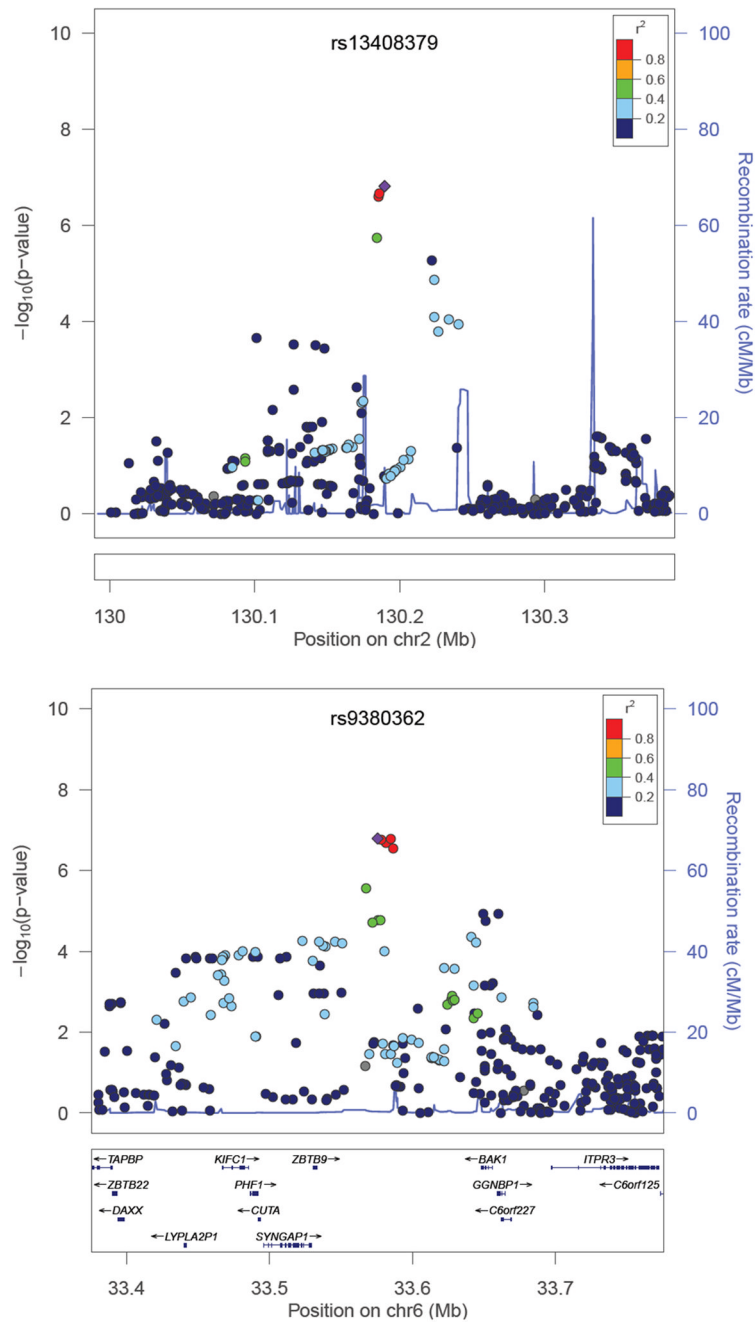 rs13408379
r²
0.8
0.6
0.4
0.2
10
8
6
4
2
0
−log₁₀(p-value)
100
80
60
40
20
0
Recombination rate (cM/Mb)
130
130.1
130.2
130.3
Position on chr2 (Mb)
rs9380362
r²
0.8
0.6
0.4
0.2
10
8
6
4
2
0
−log₁₀(p-value)
100
80
60
40
20
0
Recombination rate (cM/Mb)
←TAPBP KIFC1→ ZBTB9→ ←BAK1 ITPR3→
←ZBTB22 PHF1→ GGNBP1→ ←C6orf125
←DAXX ←CUTA ←C6orf227
←LYPLA2P1 SYNGAP1→
33.4
33.5
33.6
33.7
Position on chr6 (Mb)